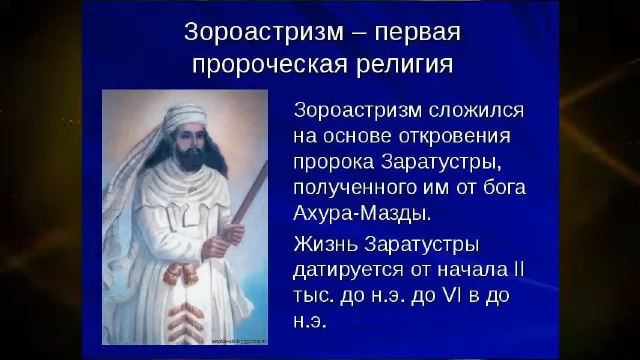 Зороастризм – первая
пророческая религия
Зороастризм сложился
на основе откровения
пророка Заратустры,
полученного им от бога
Ахура-Мазды.
Жизнь Заратустры
датируется от начала II
тыс. до н.э. до VI в до
н.э.